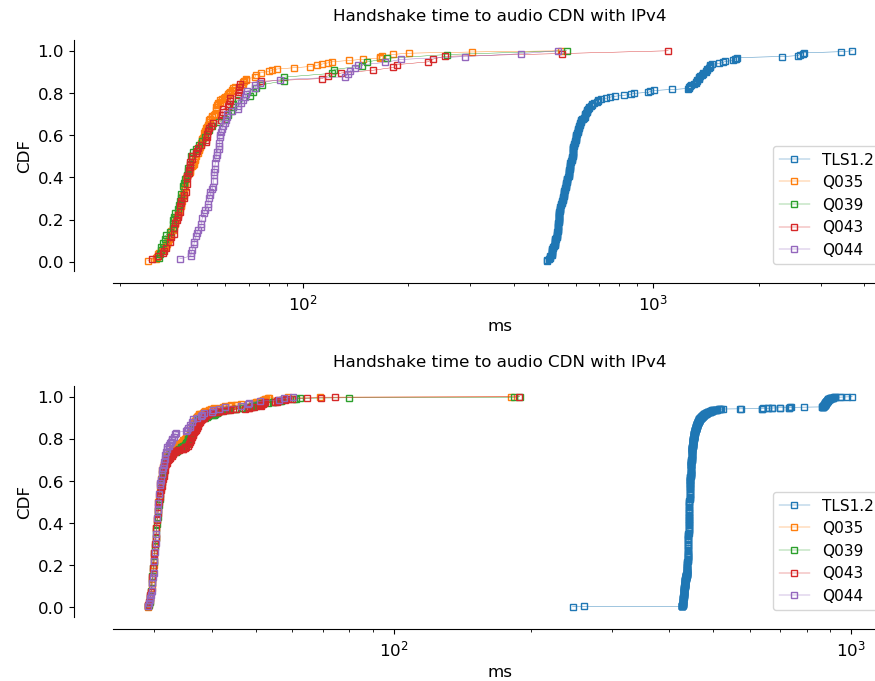 Handshake time to audio CDN with IPv4
1.0
0.8
0.6
0.4
0.2
0.0
CDF
TLS1.2
Q035
Q039
Q043
Q044
10² 10³
ms
Handshake time to audio CDN with IPv4
1.0
0.8
0.6
0.4
0.2
0.0
CDF
TLS1.2
Q035
Q039
Q043
Q044
10² 10³
ms